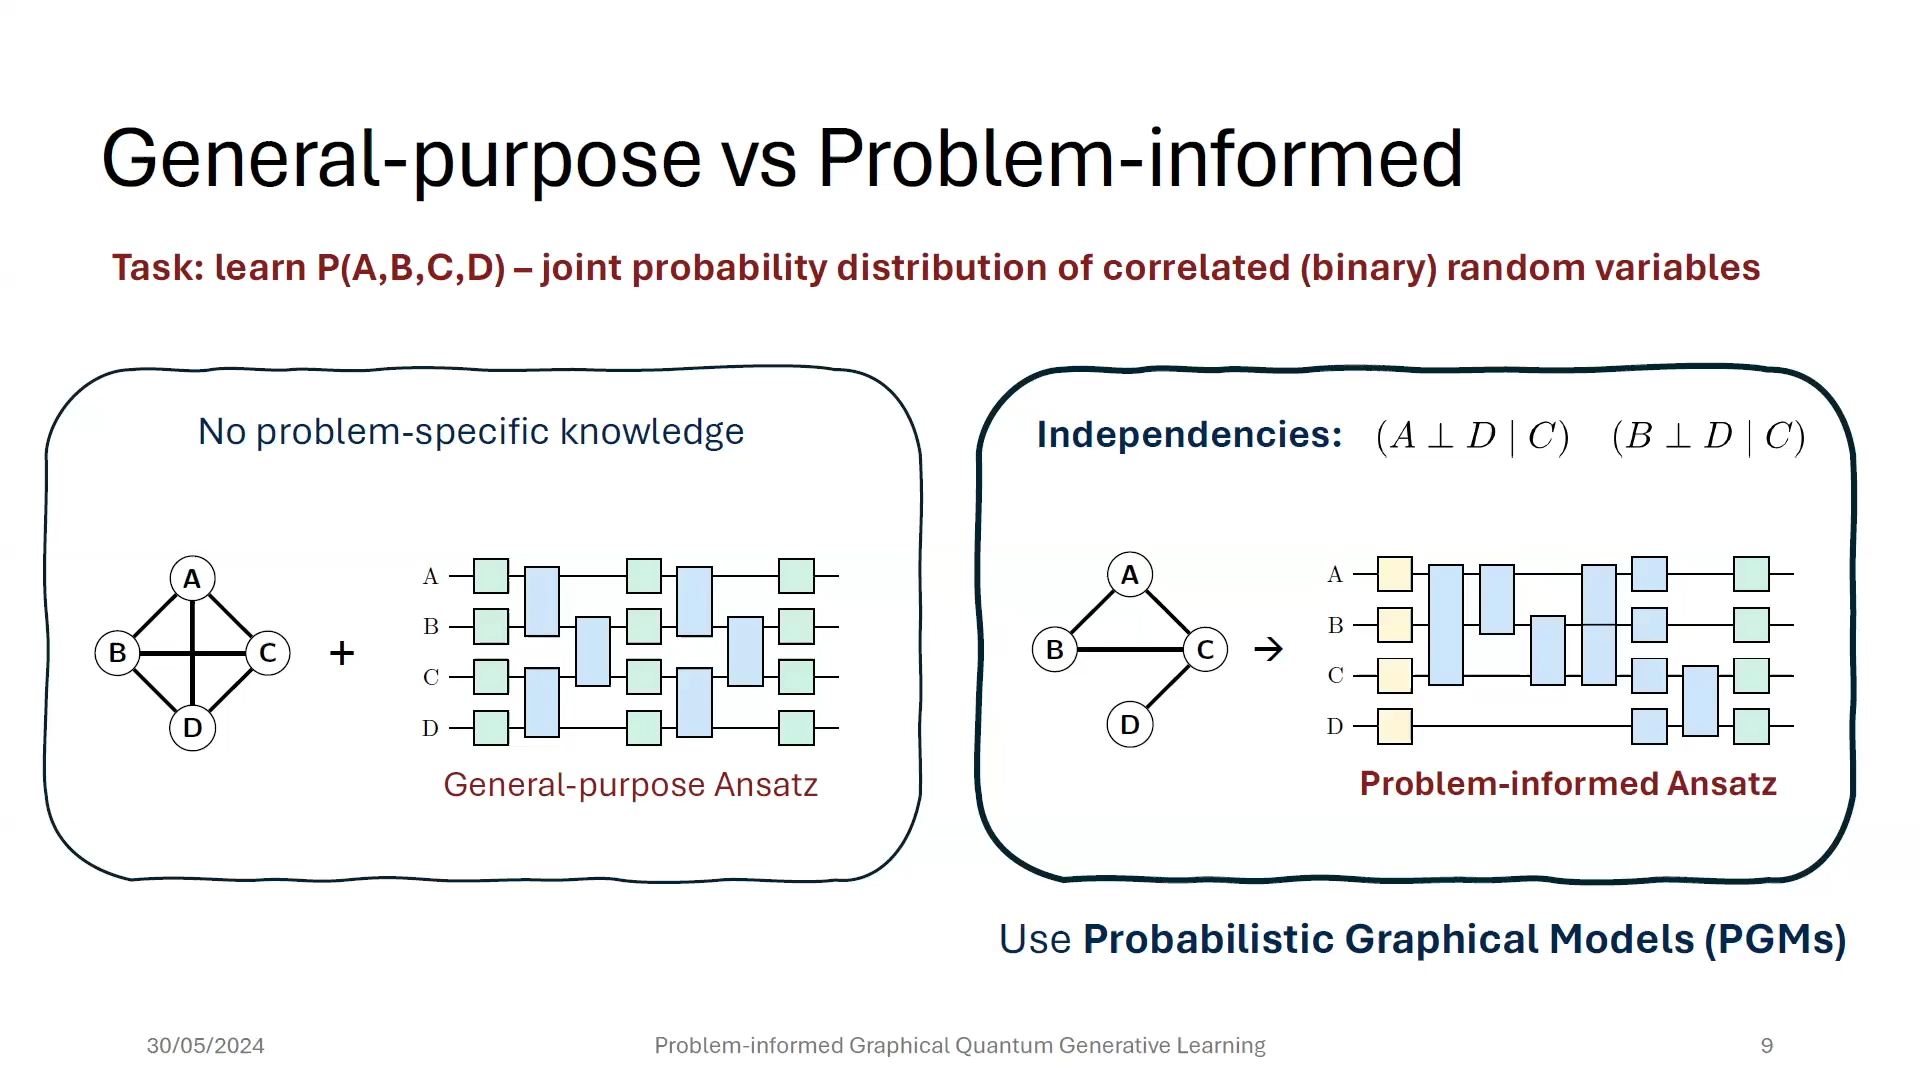 General-purpose vs Problem-informed
Task: learn P(A,B,C,D) – joint probability distribution of correlated (binary) random variables
No problem-specific knowledge
A
B
C
D
+
A
B
C
D
General-purpose Ansatz
Independencies: (A ⊥ D | C) (B ⊥ D | C)
A
B
C
D
→
A
B
C
D
Problem-informed Ansatz
Use Probabilistic Graphical Models (PGMs)
30/05/2024
Problem-informed Graphical Quantum Generative Learning
9